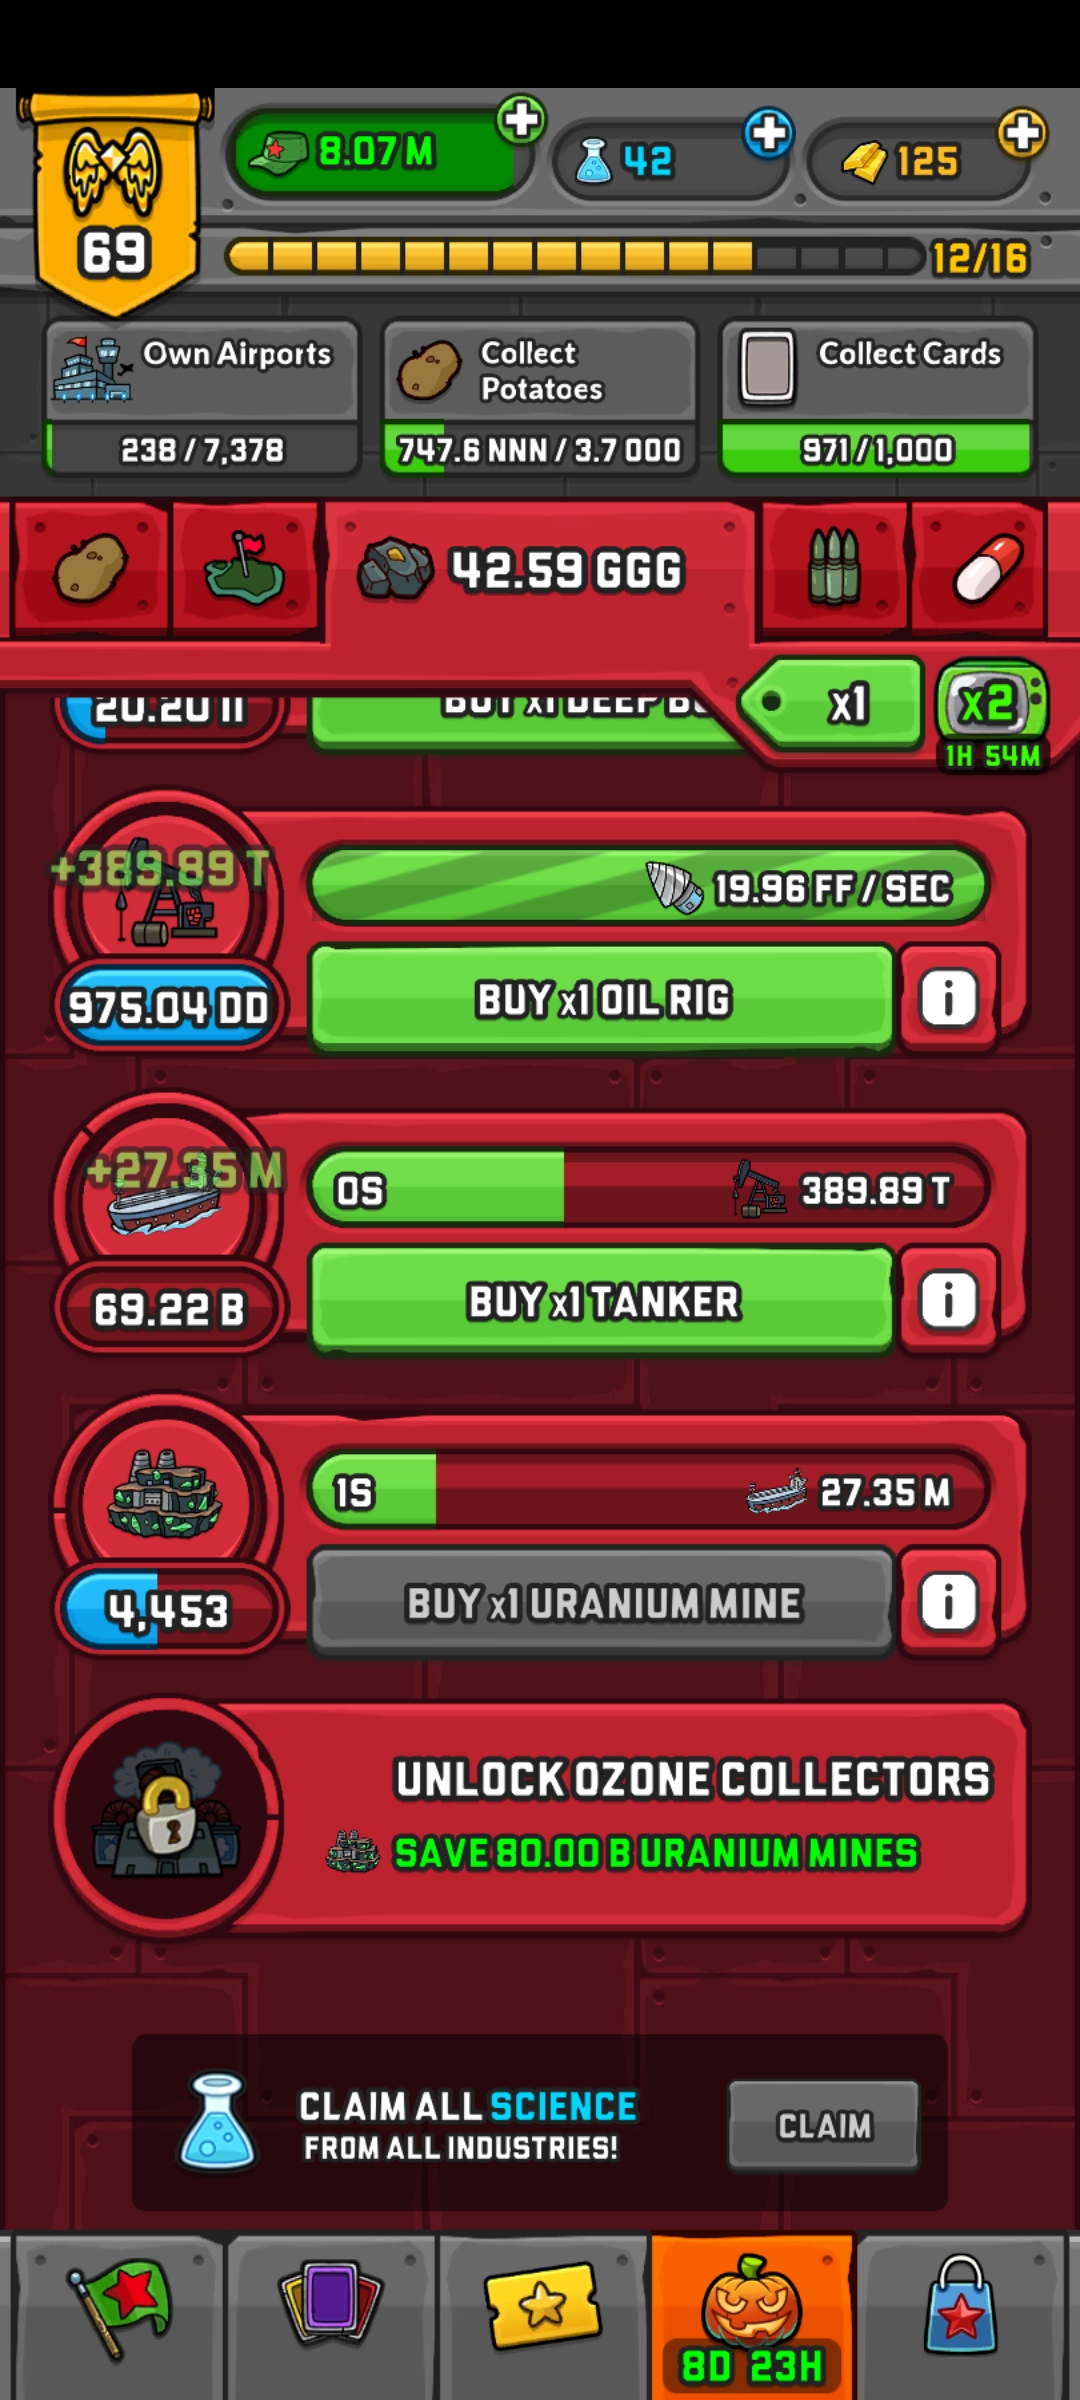 8.07 M
42
125
69
12/16
Own Airports
Collect
Potatoes
Collect Cards
238 / 7,378
747.6 NNN / 3.7 000
971 / 1,000
42.59 GGG
x1
x2
1H 54M
BUY x1 DEEP
+389.89 T
19.96 FF / SEC
975.04 DD
BUY x1 OIL RIG
i
+27.35 M
0S
389.89 T
69.22 B
BUY x1 TANKER
i
1S
27.35 M
4,453
BUY x1 URANIUM MINE
i
UNLOCK OZONE COLLECTORS
SAVE 80.00 B URANIUM MINES
CLAIM ALL SCIENCE
FROM ALL INDUSTRIES!
CLAIM
8D 23H